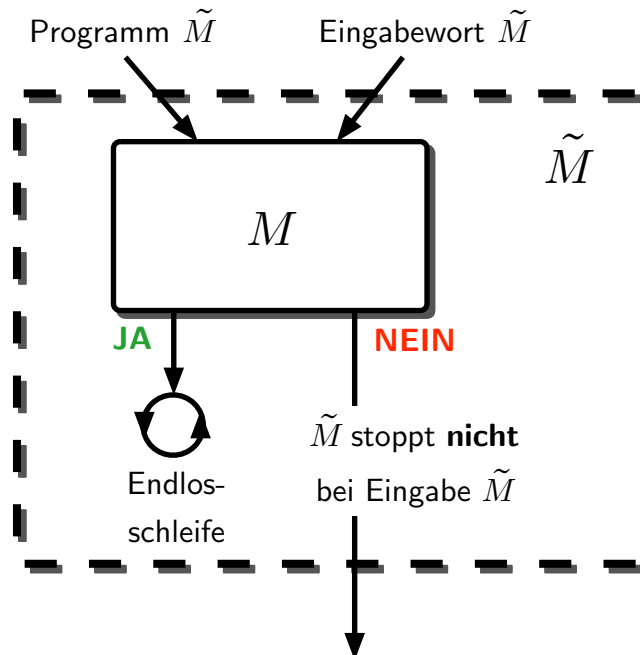 Programm M̃
Eingabewort M̃
M̃
M
JA
NEIN
M̃ stoppt nicht
bei Eingabe M̃
Endlos-
schleife